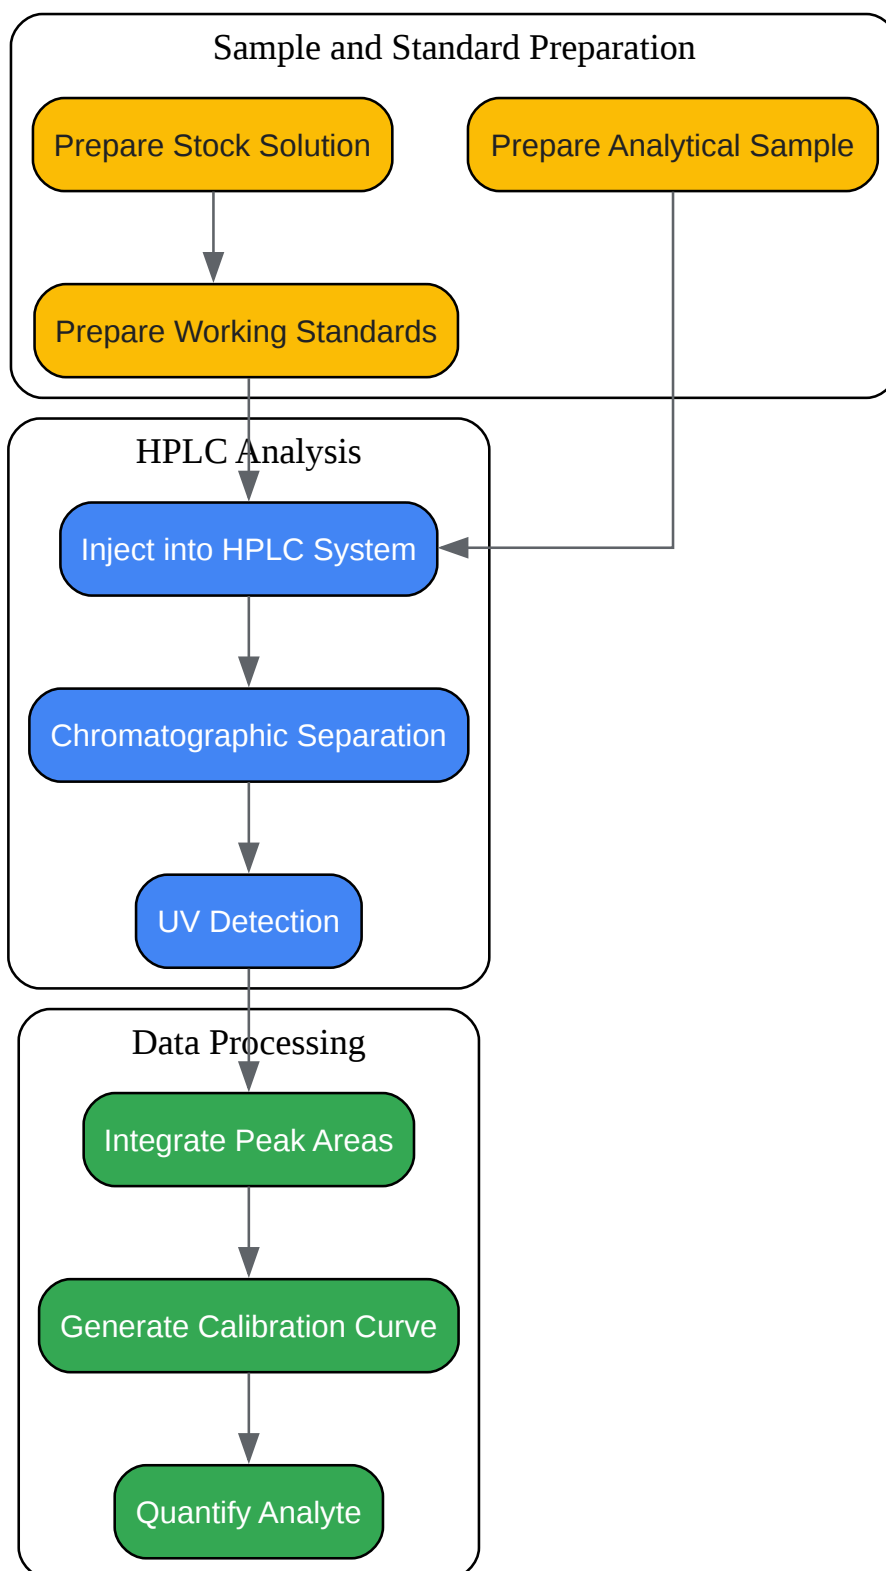 Sample and Standard Preparation
Prepare Stock Solution
Prepare Analytical Sample
Prepare Working Standards
HPLC Analysis
Inject into HPLC System
Chromatographic Separation
UV Detection
Data Processing
Integrate Peak Areas
Generate Calibration Curve
Quantify Analyte